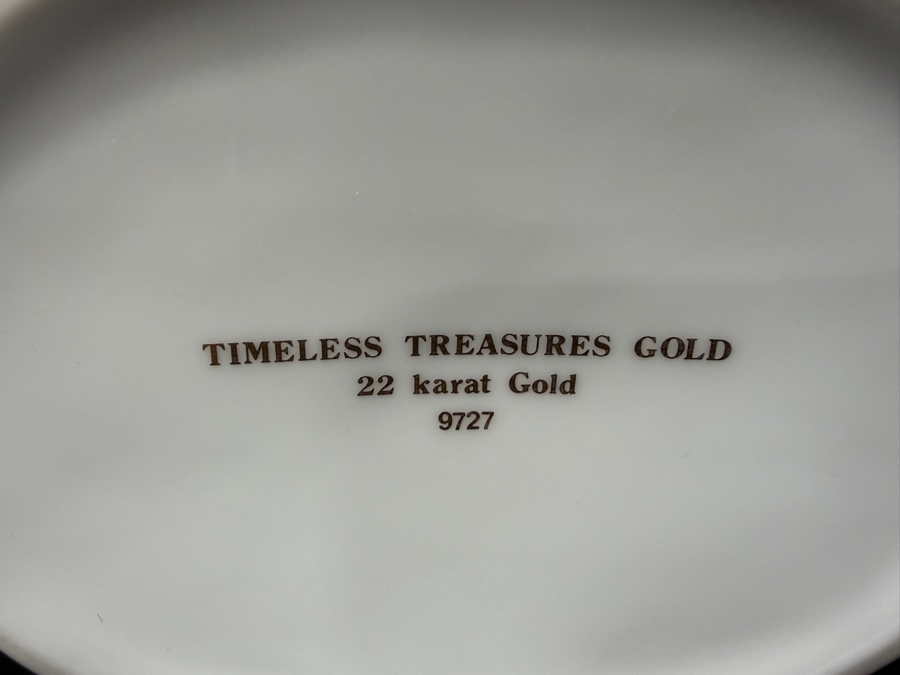 TIMELESS TREASURES GOLD
22 karat Gold
9727